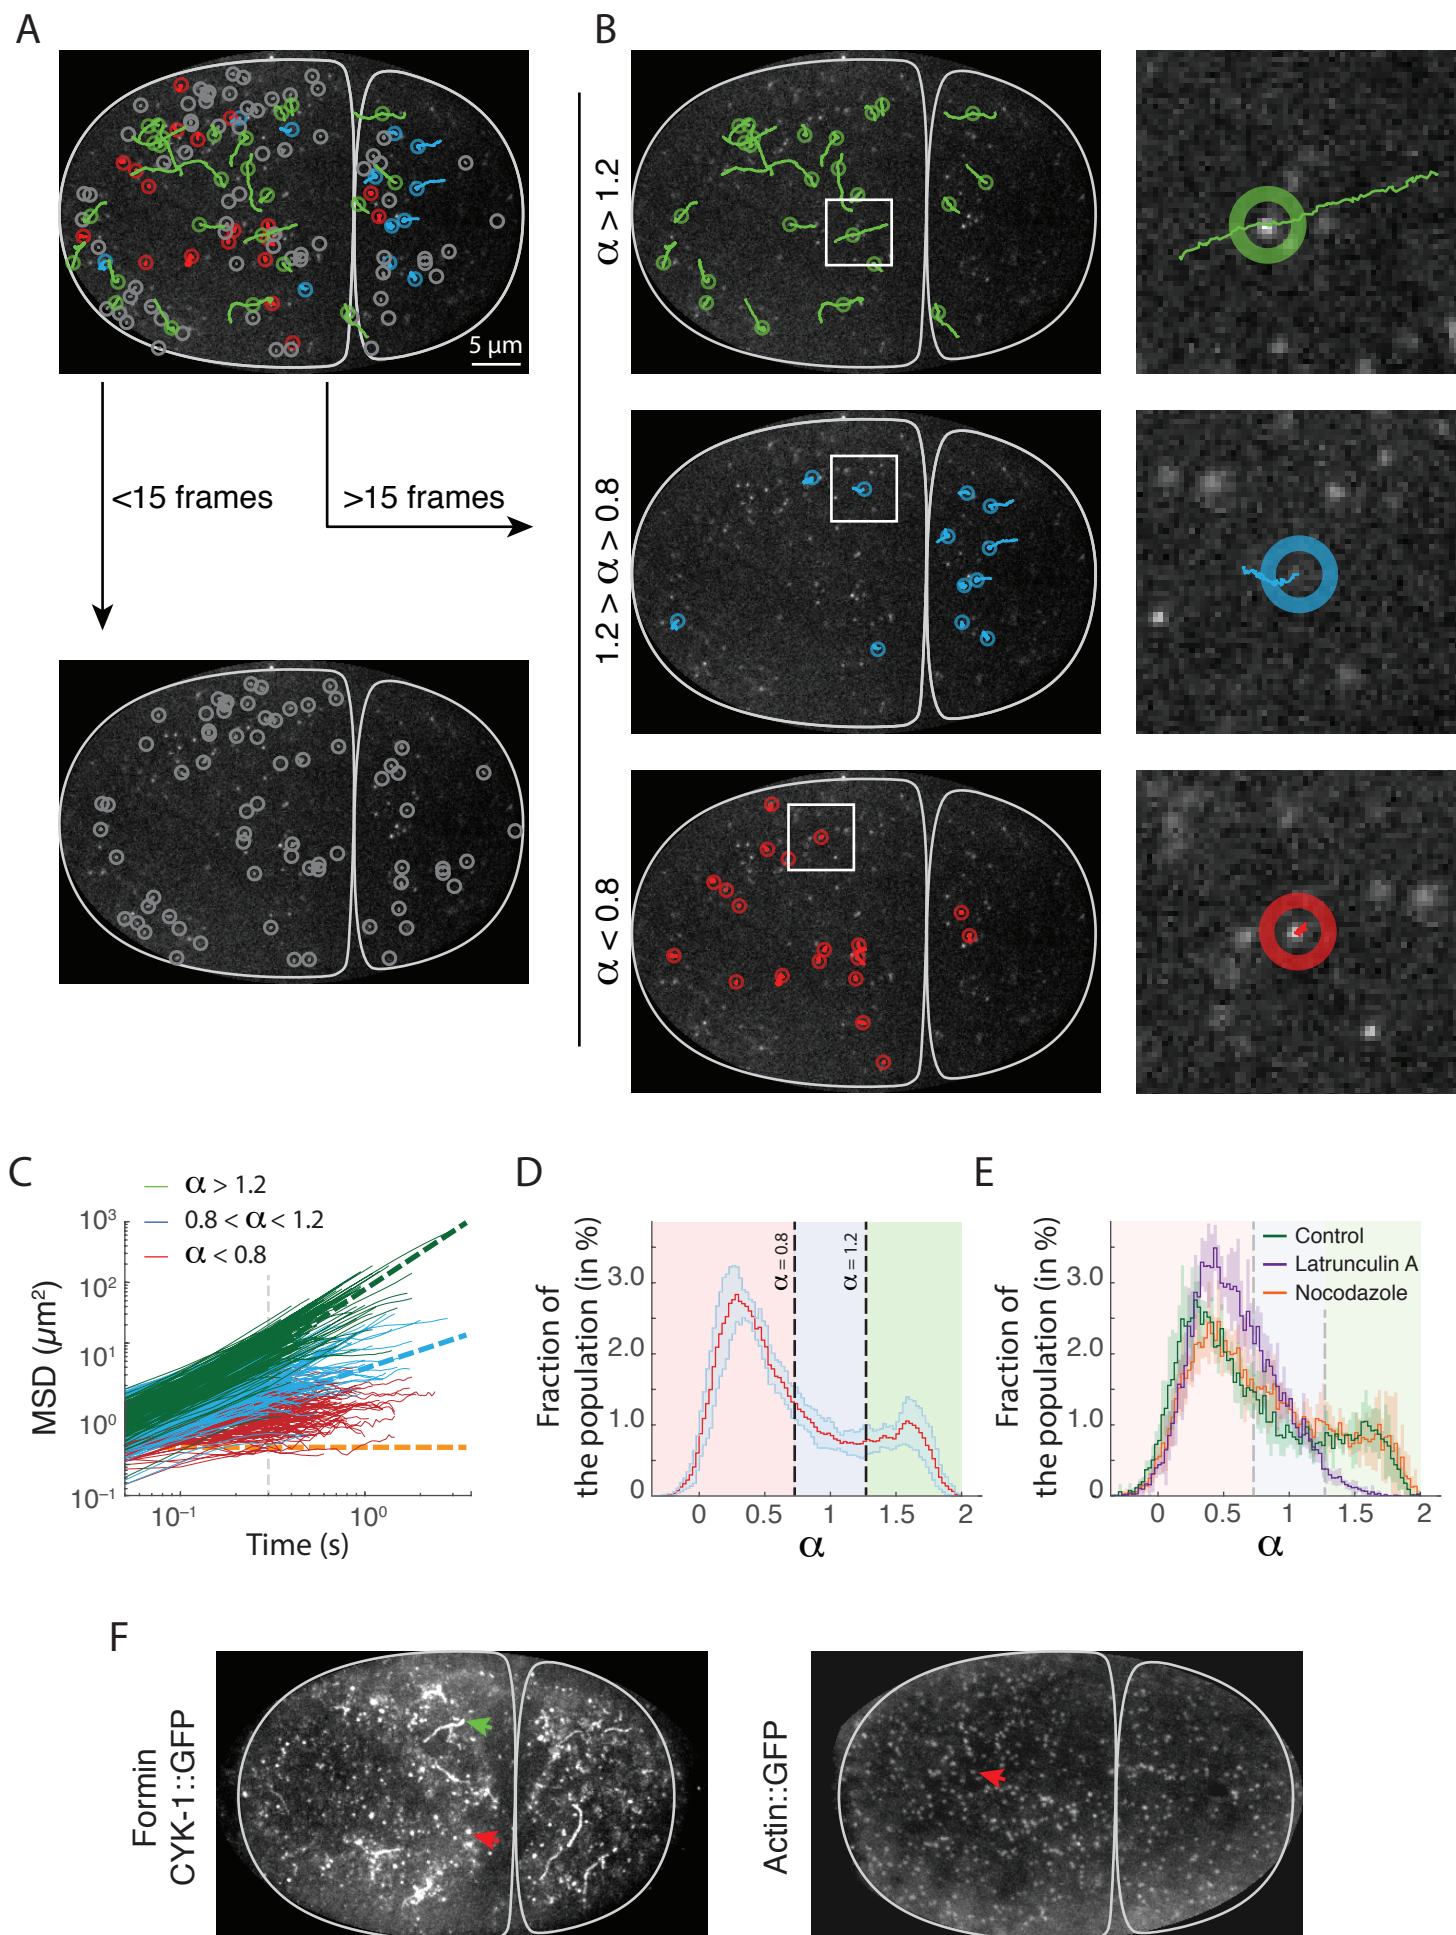 A
B
5 µm
<15 frames
>15 frames
α > 1.2
1.2 > α > 0.8
α < 0.8
C
α > 1.2
0.8 < α < 1.2
α < 0.8
MSD (µm²)
10³
10²
10¹
10⁰
10⁻¹
10⁻¹
10⁰
Time (s)
D
Fraction of
the population (in %)
3.0
2.0
1.0
0
α = 0.8
α = 1.2
0
0.5
1
1.5
2
α
E
Fraction of
the population (in %)
3.0
2.0
1.0
0
Control
Latrunculin A
Nocodazole
0
0.5
1
1.5
2
α
F
Formin
CYK-1::GFP
Actin::GFP